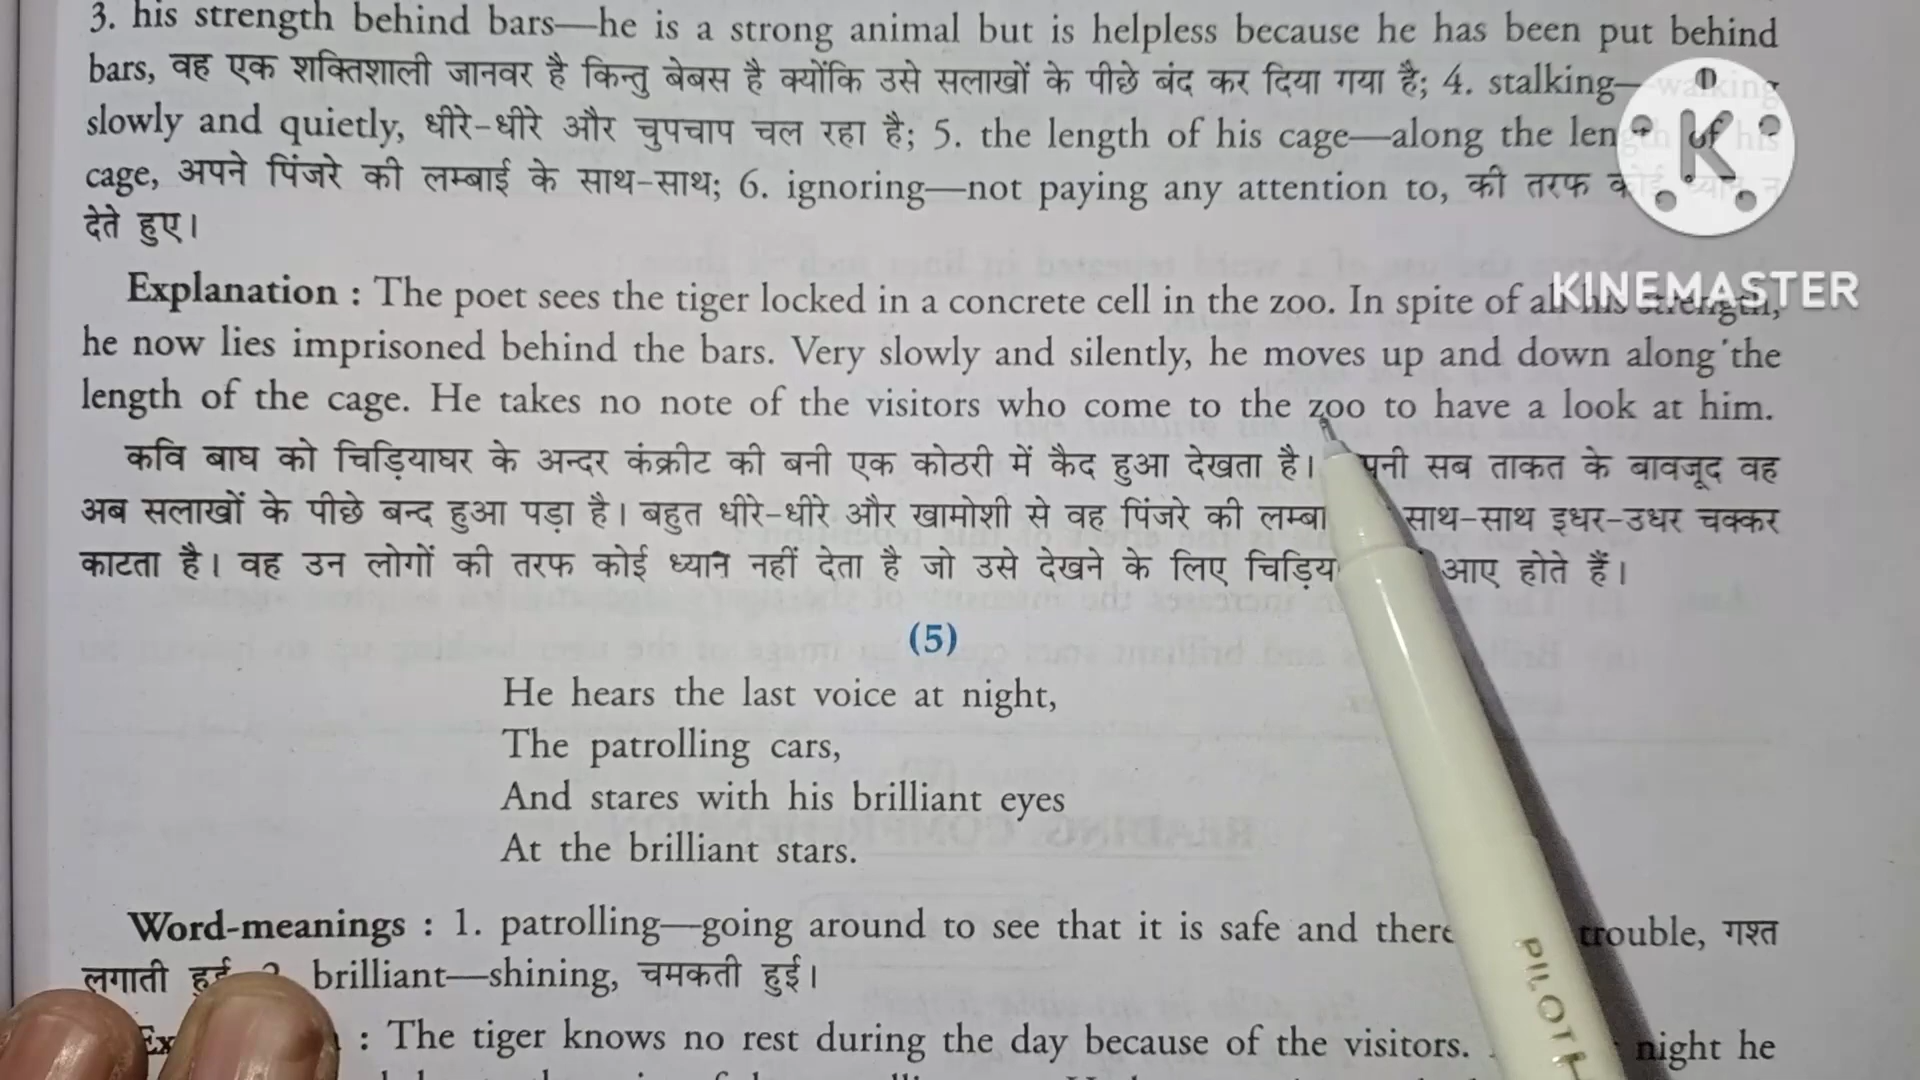 3. his strength behind bars—he is a strong animal but is helpless because he has been put behind
bars, वह एक शक्तिशाली जानवर है किन्तु बेबस है क्योंकि उसे सलाखों के पीछे बंद कर दिया गया है; 4. stalking—walking
slowly and quietly, धीरे-धीरे और चुपचाप चल रहा है; 5. the length of his cage—along the length of his
cage, अपने पिंजरे की लम्बाई के साथ-साथ; 6. ignoring—not paying any attention to, की तरफ कोई ध्यान न
देते हुए।
K
KINEMASTER
Explanation : The poet sees the tiger locked in a concrete cell in the zoo. In spite of all his strength,
he now lies imprisoned behind the bars. Very slowly and silently, he moves up and down along the
length of the cage. He takes no note of the visitors who come to the zoo to have a look at him.
कवि बाघ को चिड़ियाघर के अन्दर कंक्रीट की बनी एक कोठरी में कैद हुआ देखता है। सब ताकत के बावजूद वह
अब सलाखों के पीछे बन्द हुआ पड़ा है। बहुत धीरे-धीरे और खामोशी से वह पिंजरे की साथ-साथ इधर-उधर चक्कर
काटता है। वह उन लोगों की तरफ कोई ध्यान नहीं देता है जो उसे देखने के लिए आए होते हैं।
(5)
He hears the last voice at night,
The patrolling cars,
And stares with his brilliant eyes
At the brilliant stars.
Word-meanings : 1. patrolling—going around to see that it is safe and trouble, गश्त
लगाती हुई brilliant—shining, चमकती हुई।
: The tiger knows no rest during the day because of the visitors. night he
PILOT